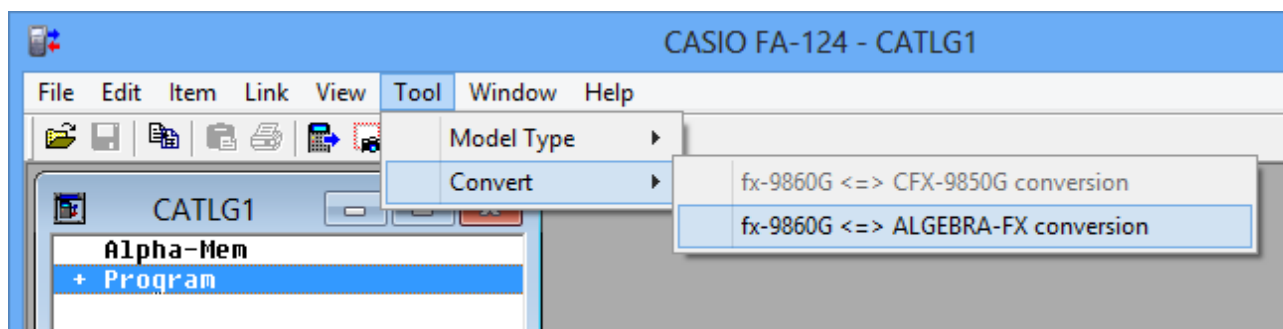 CASIO FA-124 - CATLG1
File Edit Item Link View Tool Window Help
Model Type
Convert
fx-9860G <=> CFX-9850G conversion
fx-9860G <=> ALGEBRA-FX conversion
CATLG1
Alpha-Mem
+ Program